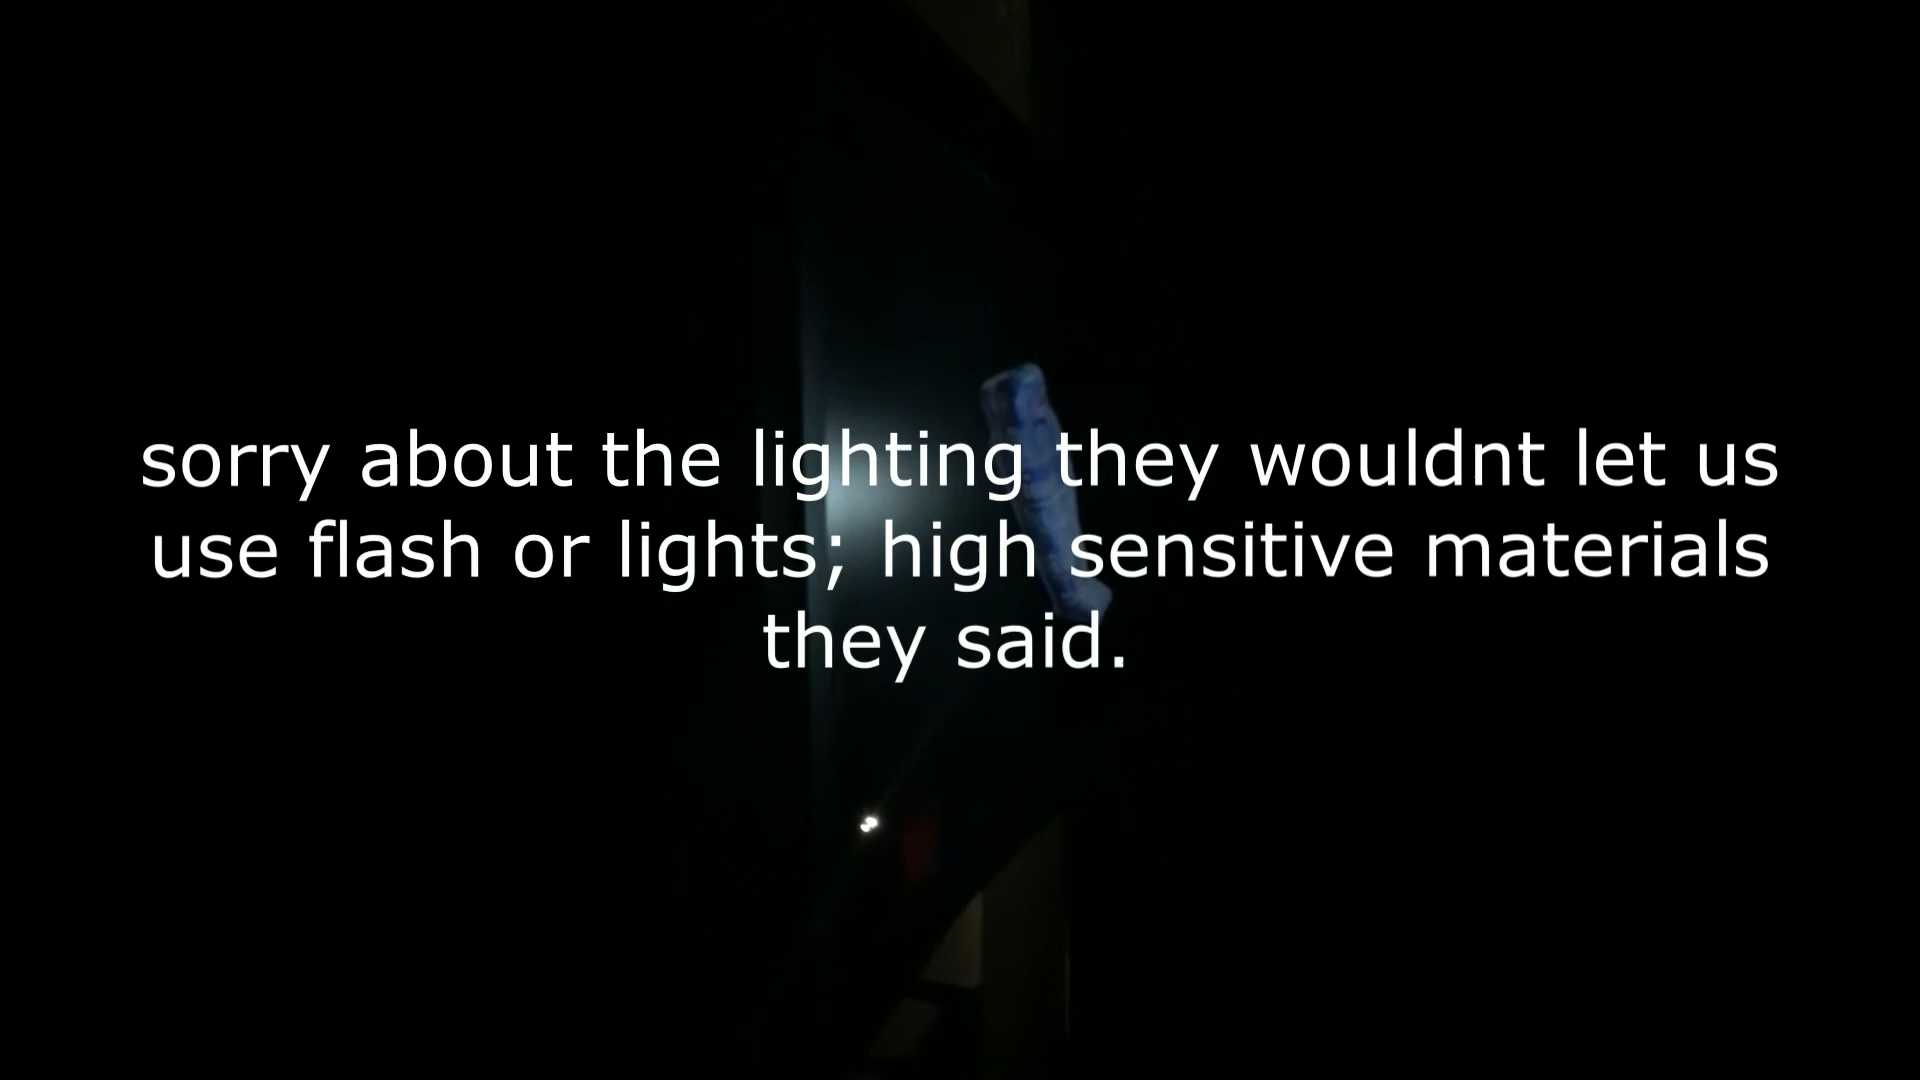 sorry about the lighting they wouldnt let us
use flash or lights; high sensitive materials
they said.